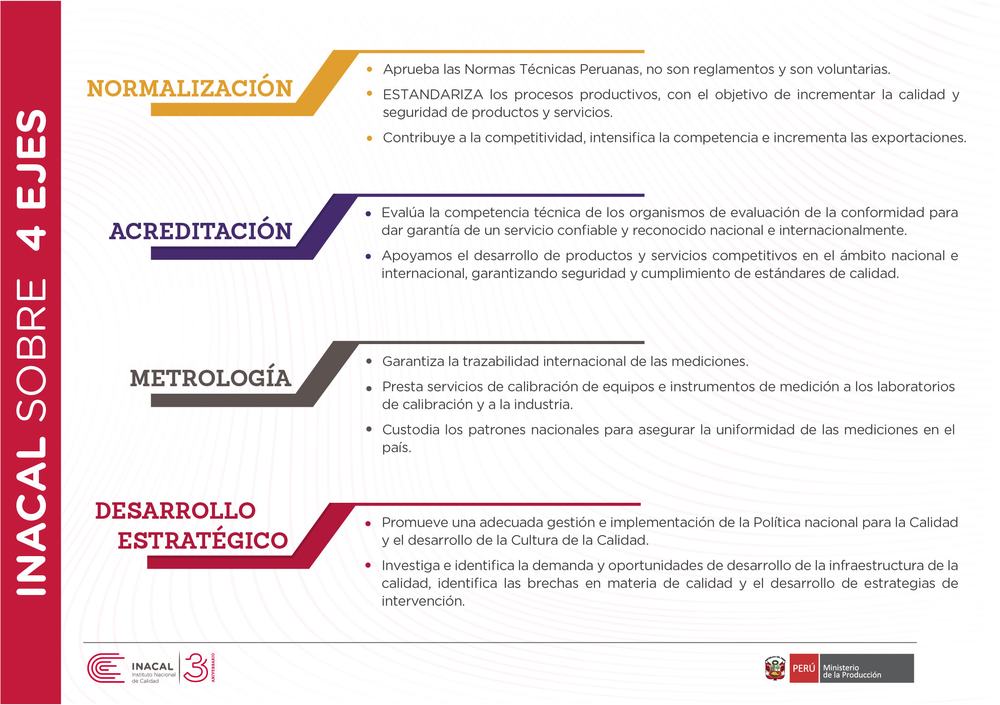 INACAL SOBRE 4 EJES
NORMALIZACIÓN
• Aprueba las Normas Técnicas Peruanas, no son reglamentos y son voluntarias.
• ESTANDARIZA los procesos productivos, con el objetivo de incrementar la calidad y
seguridad de productos y servicios.
• Contribuye a la competitividad, intensifica la competencia e incrementa las exportaciones.
ACREDITACIÓN
• Evalúa la competencia técnica de los organismos de evaluación de la conformidad para
dar garantía de un servicio confiable y reconocido nacional e internacionalmente.
• Apoyamos el desarrollo de productos y servicios competitivos en el ámbito nacional e
internacional, garantizando seguridad y cumplimiento de estándares de calidad.
METROLOGÍA
• Garantiza la trazabilidad internacional de las mediciones.
• Presta servicios de calibración de equipos e instrumentos de medición a los laboratorios
de calibración y a la industria.
• Custodia los patrones nacionales para asegurar la uniformidad de las mediciones en el
país.
DESARROLLO
ESTRATÉGICO
• Promueve una adecuada gestión e implementación de la Política nacional para la Calidad
y el desarrollo de la Cultura de la Calidad.
• Investiga e identifica la demanda y oportunidades de desarrollo de la infraestructura de la
calidad, identifica las brechas en materia de calidad y el desarrollo de estrategias de
intervención.
INACAL
Instituto Nacional
de Calidad
3
ANIVERSARIO
REPÚBLICA DEL PERÚ
PERÚ
Ministerio
de la Producción